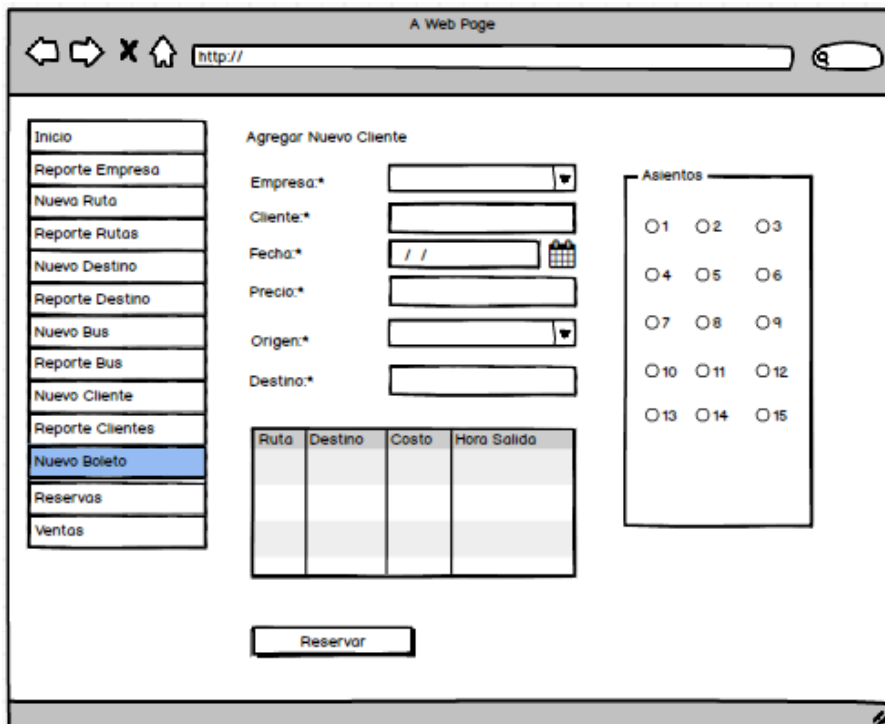 A Web Page
http://
Inicio
Reporte Empresa
Nueva Ruta
Reporte Rutas
Nuevo Destino
Reporte Destino
Nuevo Bus
Reporte Bus
Nuevo Cliente
Reporte Clientes
Nuevo Boleto
Reservas
Ventas
Agregar Nuevo Cliente
Empresa:*
Cliente:*
Fecha:* / /
Precio:*
Origen:*
Destino:*
Ruta Destino Costo Hora Salida
Reservar
Asientos
1 2 3
4 5 6
7 8 9
10 11 12
13 14 15